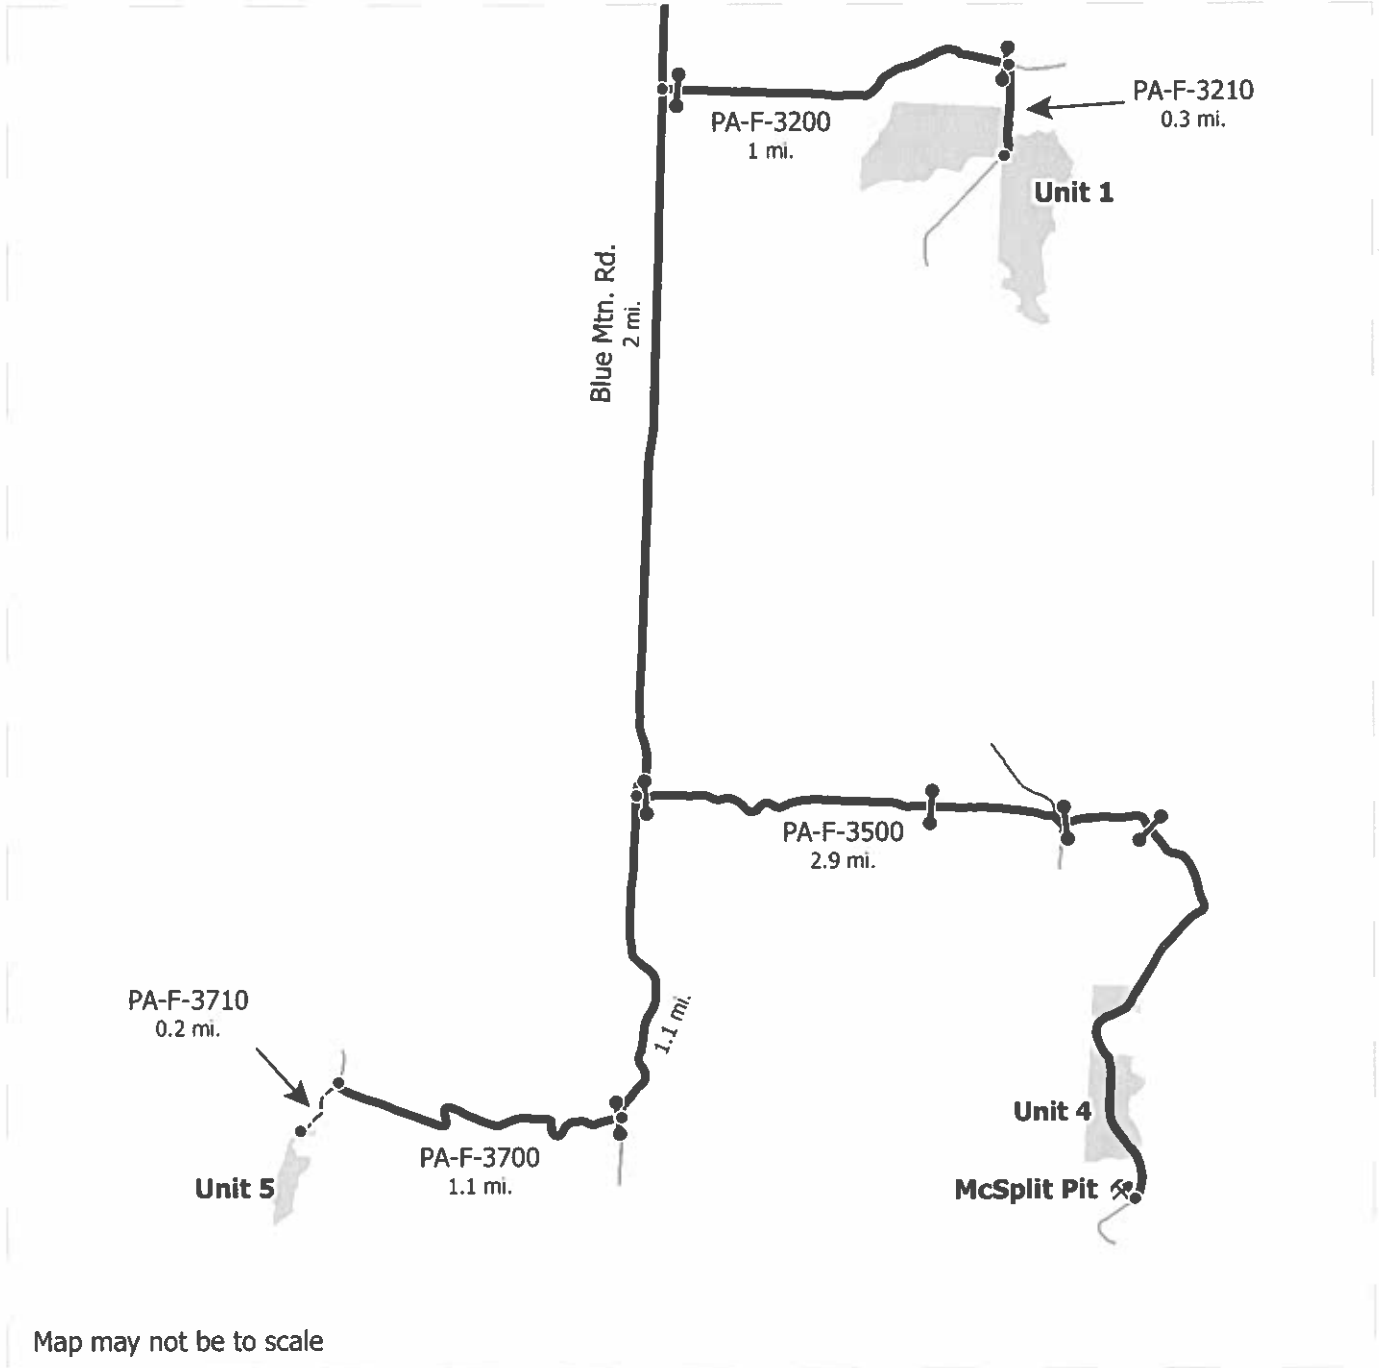 PA-F-3210
0.3 mi.
PA-F-3200
1 mi.
Unit 1
Blue Mtn. Rd.
2 mi.
PA-F-3500
2.9 mi.
PA-F-3710
0.2 mi.
1.1 mi.
Unit 4
PA-F-3700
1.1 mi.
Unit 5
McSplit Pit
Map may not be to scale